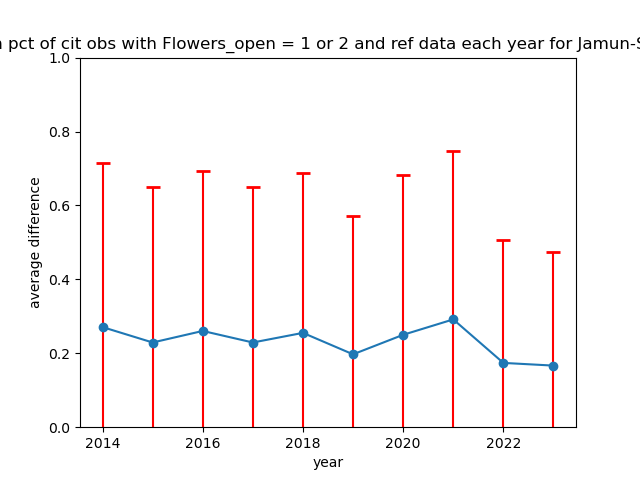 pct of cit obs with Flowers_open = 1 or 2 and ref data each year for
1.0
0.8
0.6
0.4
0.2
0.0
average difference
2014 2016 2018 2020 2022
year